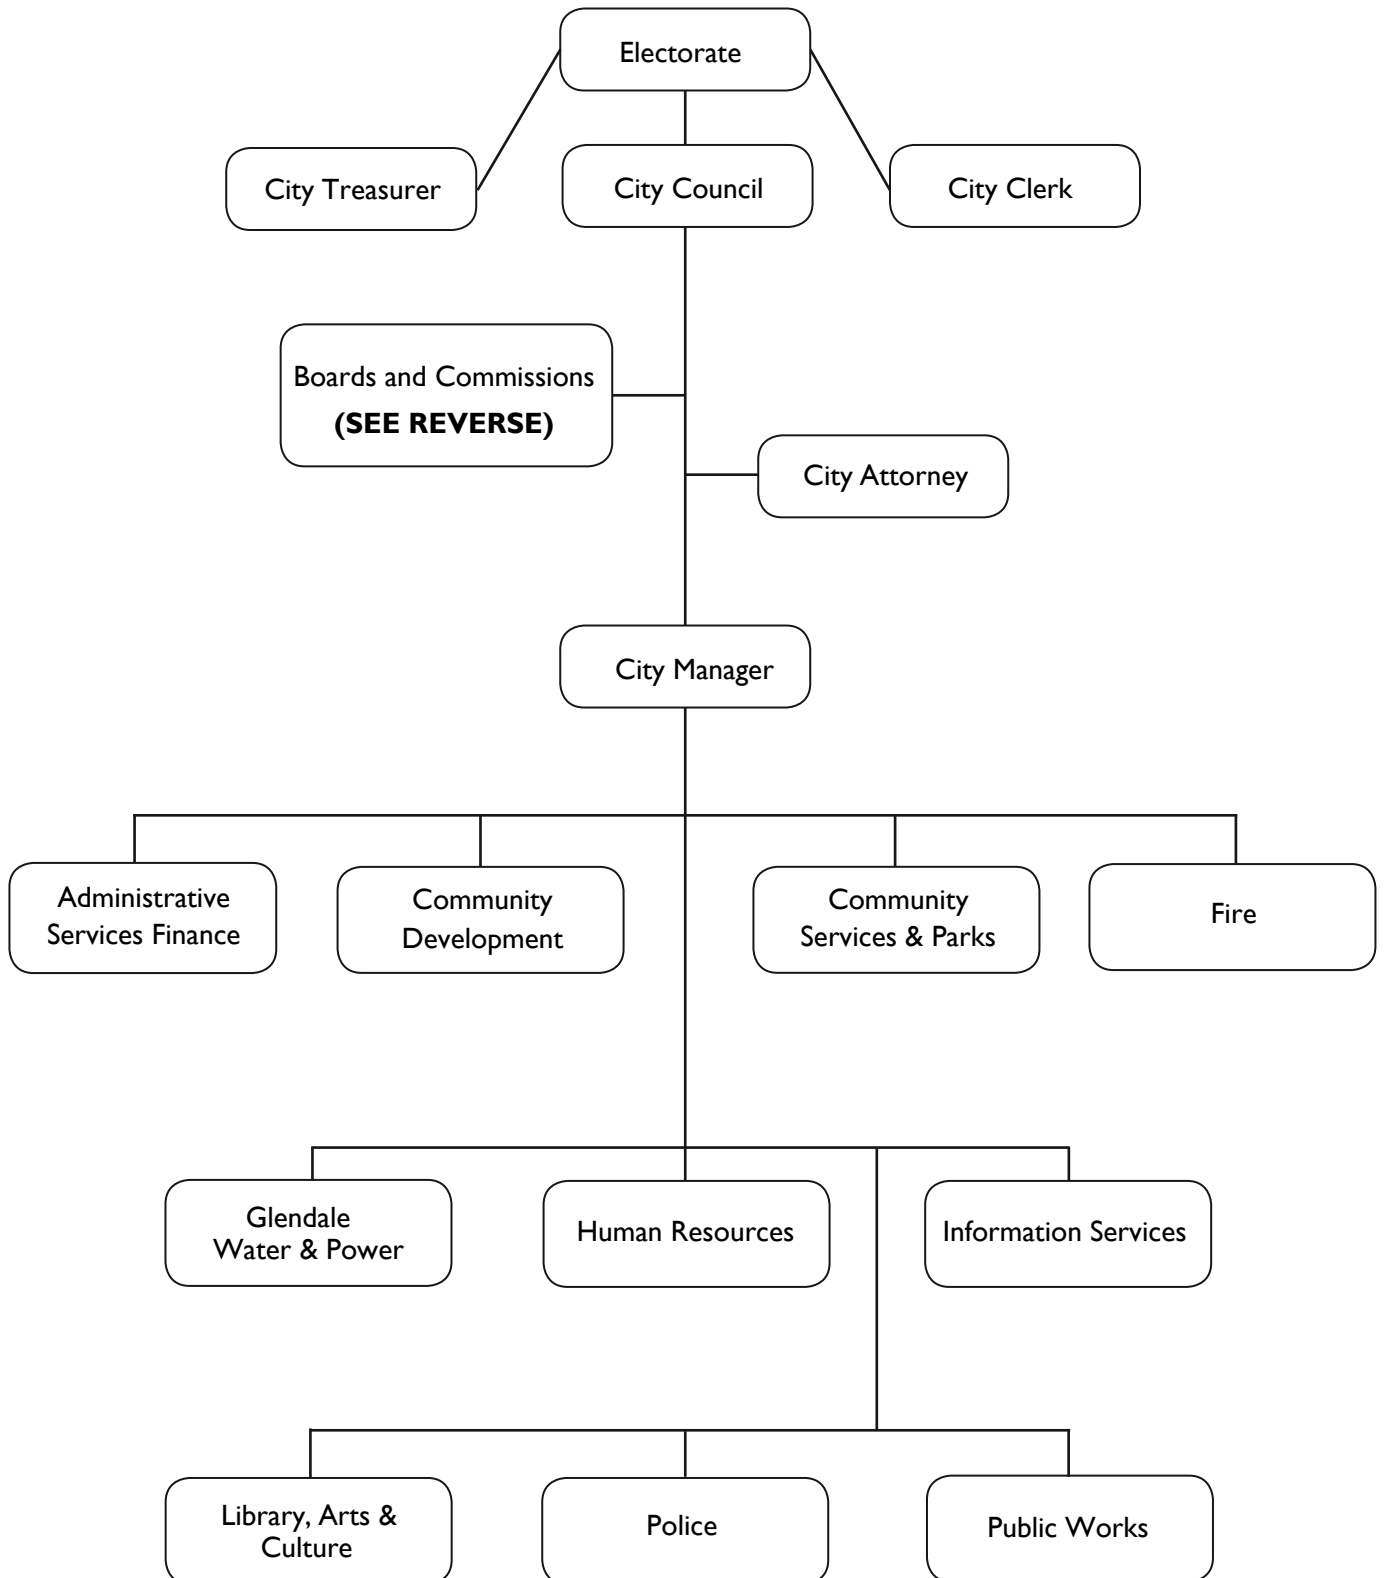 Electorate
City Treasurer
City Council
City Clerk
Boards and Commissions
(SEE REVERSE)
City Attorney
City Manager
Administrative
Services Finance
Community
Development
Community
Services & Parks
Fire
Glendale
Water & Power
Human Resources
Information Services
Library, Arts &
Culture
Police
Public Works